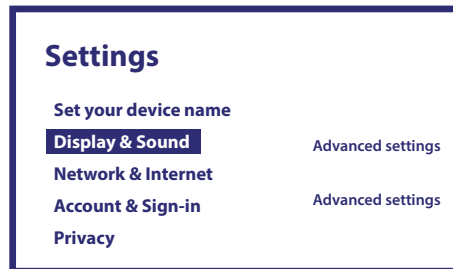 Settings
Set your device name
Display & Sound
Advanced settings
Network & Internet
Account & Sign-in
Advanced settings
Privacy